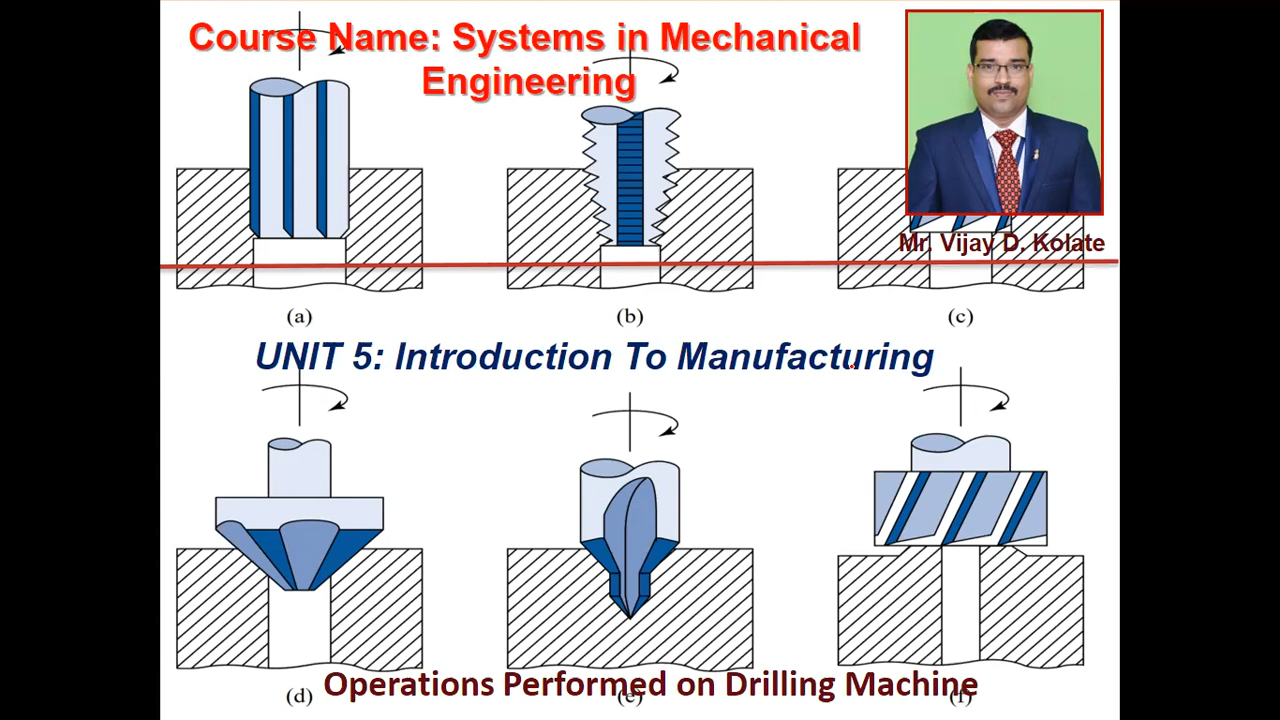 Course Name: Systems in Mechanical
Engineering
Mr. Vijay D. Kolate
(a)
(b)
(c)
UNIT 5: Introduction To Manufacturing
(d)
(e)
(f)
Operations Performed on Drilling Machine